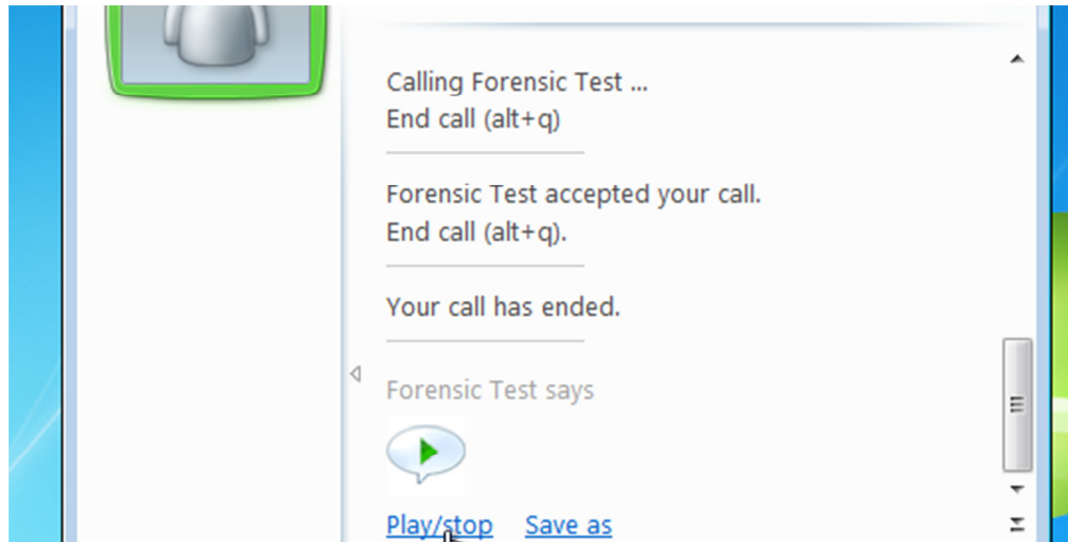 Calling Forensic Test ...
End call (alt+q)
Forensic Test accepted your call.
End call (alt+q).
Your call has ended.
Forensic Test says
Play/stop Save as